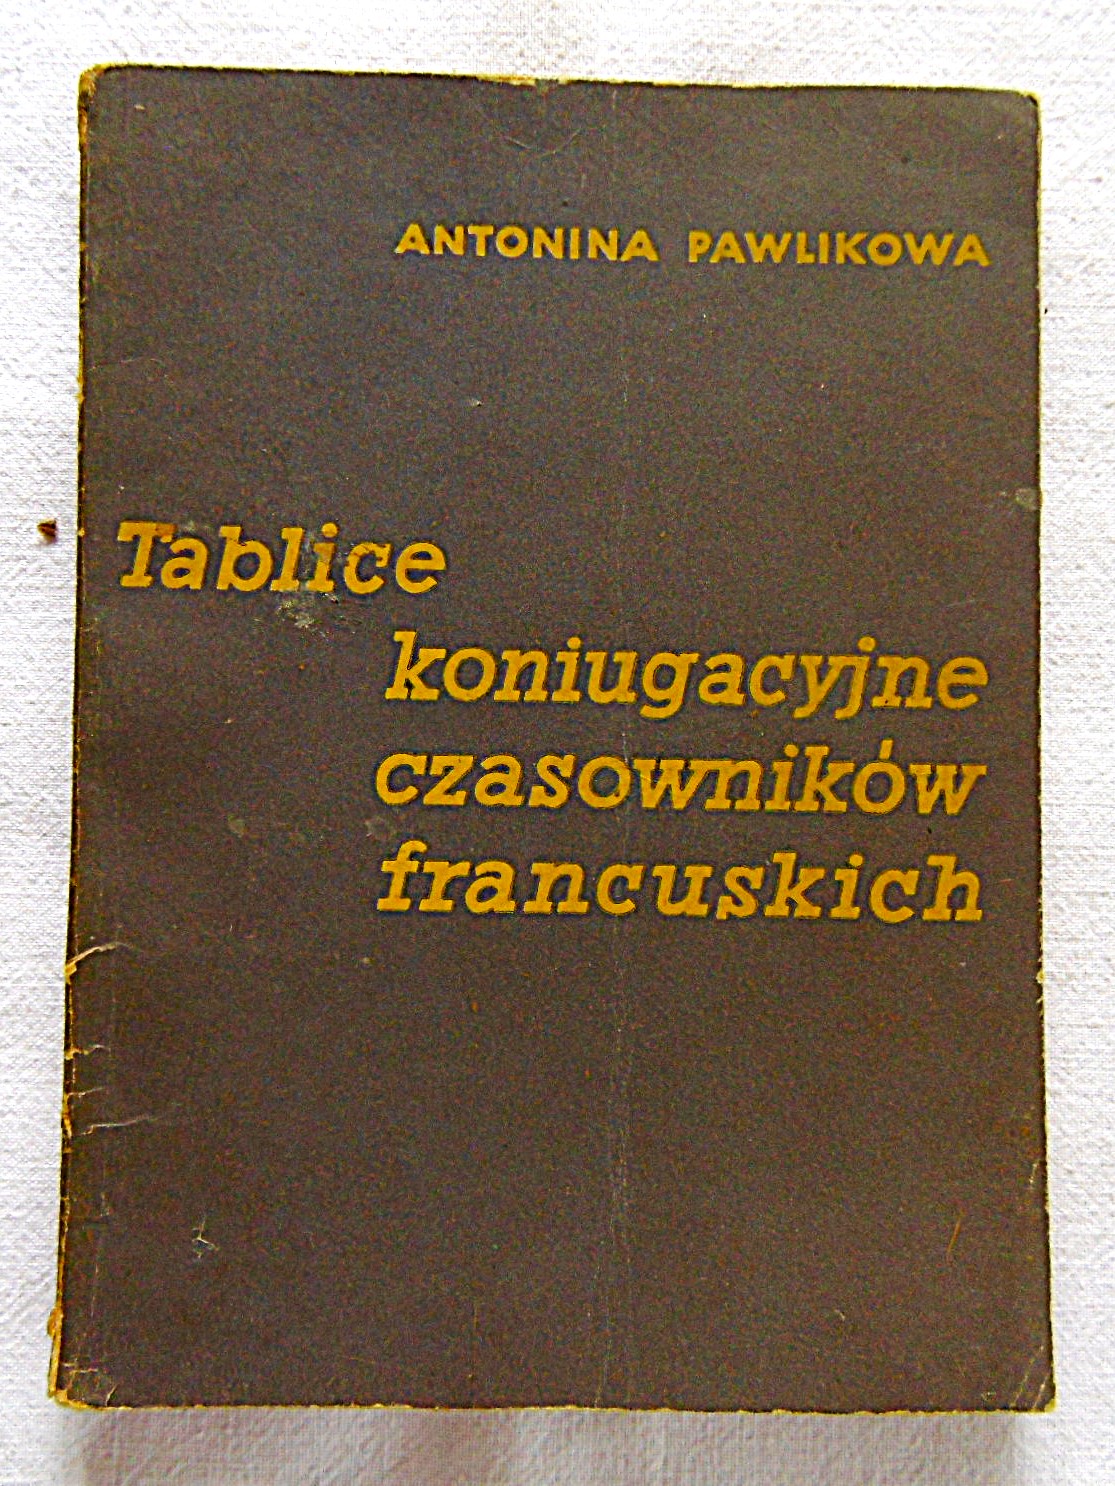 ANTONINA PAWLIKOWA
Tablice
koniugacyjne
czasowników
francuskich